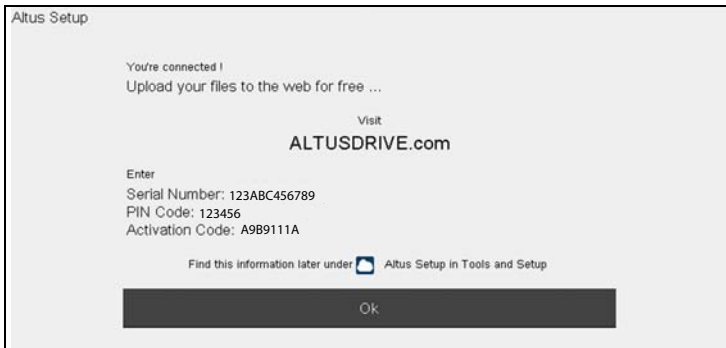 Altus Setup
You're connected !
Upload your files to the web for free ...
Visit
ALTUSDRIVE.com
Enter
Serial Number: 123ABC456789
PIN Code: 123456
Activation Code: A9B9111A
Find this information later under Altus Setup in Tools and Setup
Ok